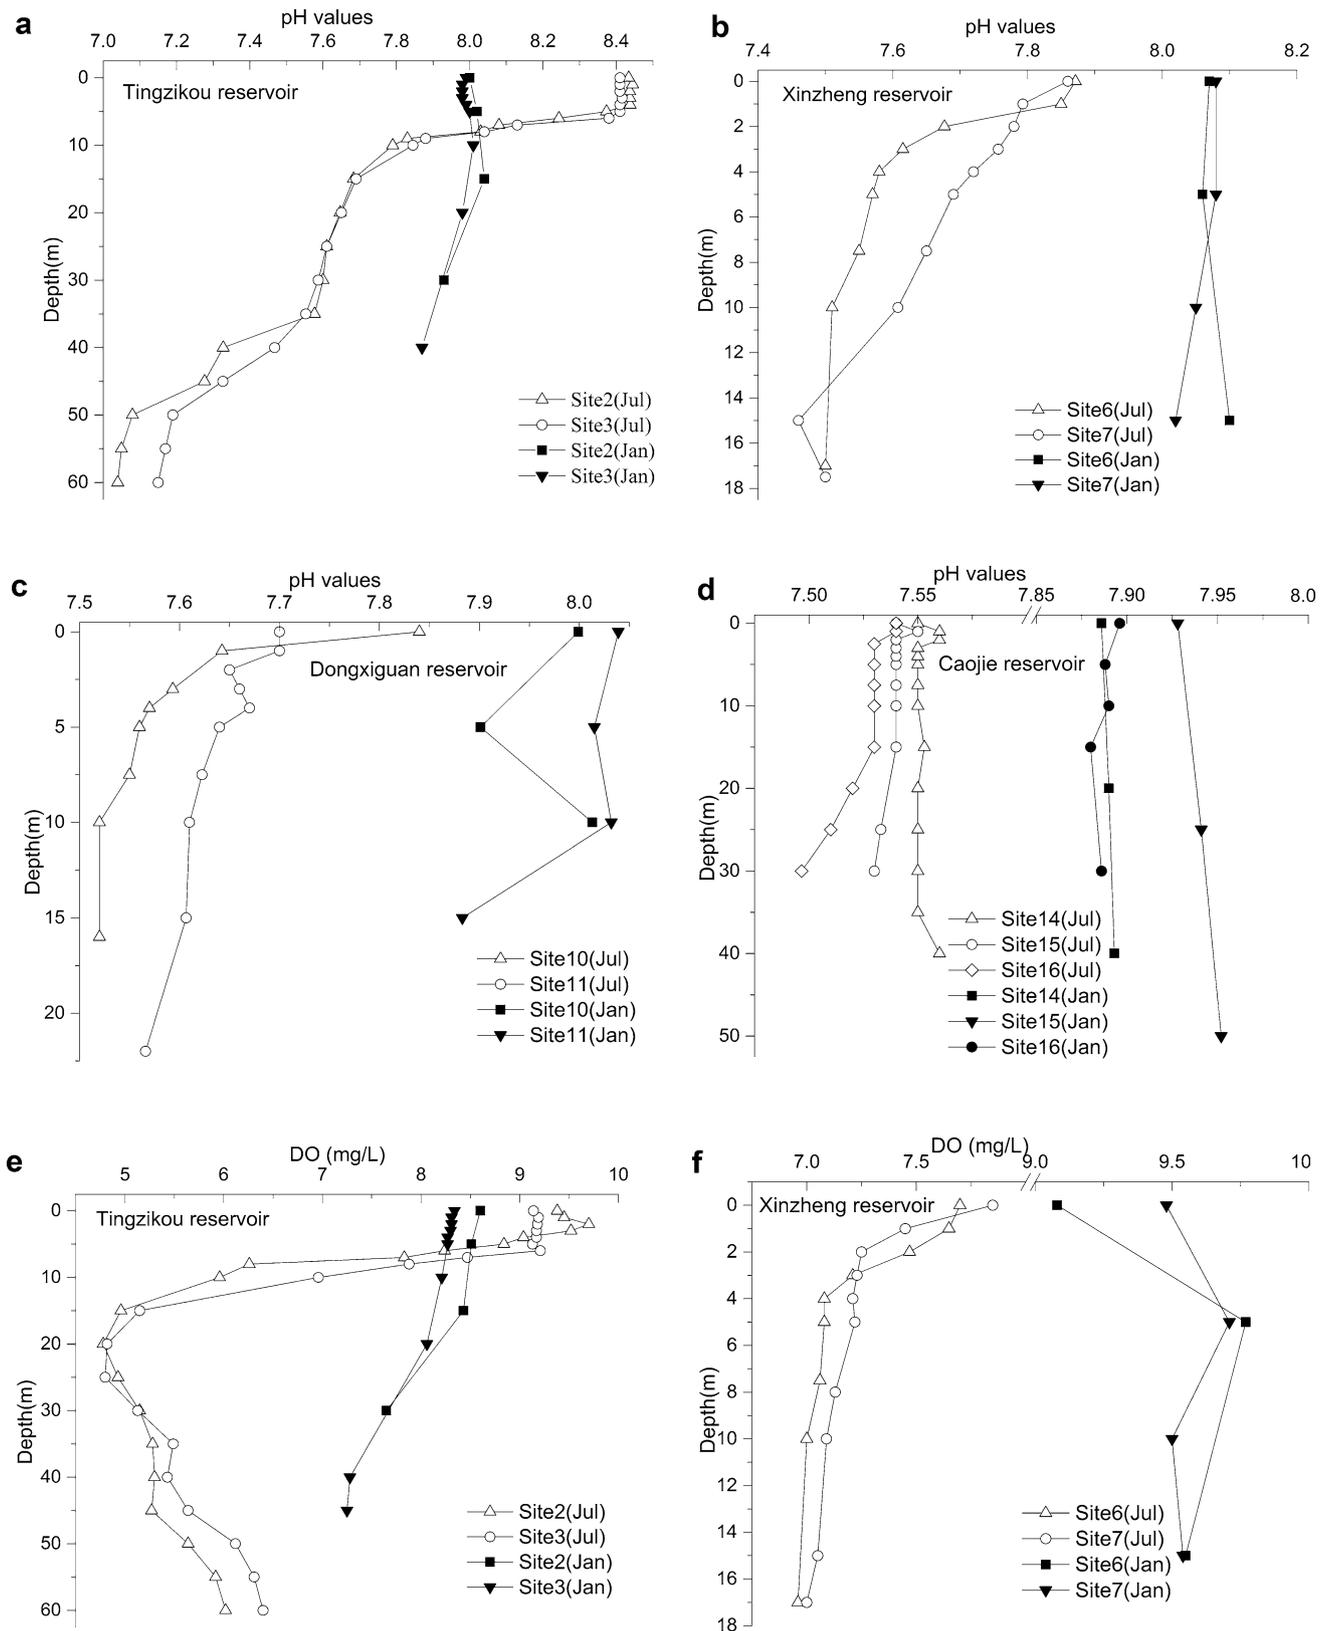 a
pH values
7.0 7.2 7.4 7.6 7.8 8.0 8.2 8.4
Tingzikou reservoir
Depth(m)
0
10
20
30
40
50
60
Site2(Jul)
Site3(Jul)
Site2(Jan)
Site3(Jan)
b
pH values
7.4 7.6 7.8 8.0 8.2
Xinzheng reservoir
Depth(m)
0
2
4
6
8
10
12
14
16
18
Site6(Jul)
Site7(Jul)
Site6(Jan)
Site7(Jan)
c
pH values
7.5 7.6 7.7 7.8 7.9 8.0
Dongxiguan reservoir
Depth(m)
0
5
10
15
20
Site10(Jul)
Site11(Jul)
Site10(Jan)
Site11(Jan)
d
pH values
7.50 7.55 7.85 7.90 7.95 8.0
Caojie reservoir
Depth(m)
0
10
20
30
40
50
Site14(Jul)
Site15(Jul)
Site16(Jul)
Site14(Jan)
Site15(Jan)
Site16(Jan)
e
DO (mg/L)
5 6 7 8 9 10
Tingzikou reservoir
Depth(m)
0
10
20
30
40
50
60
Site2(Jul)
Site3(Jul)
Site2(Jan)
Site3(Jan)
f
DO (mg/L)
7.0 7.5 9.0 9.5 10
Xinzheng reservoir
Depth(m)
0
2
4
6
8
10
12
14
16
18
Site6(Jul)
Site7(Jul)
Site6(Jan)
Site7(Jan)